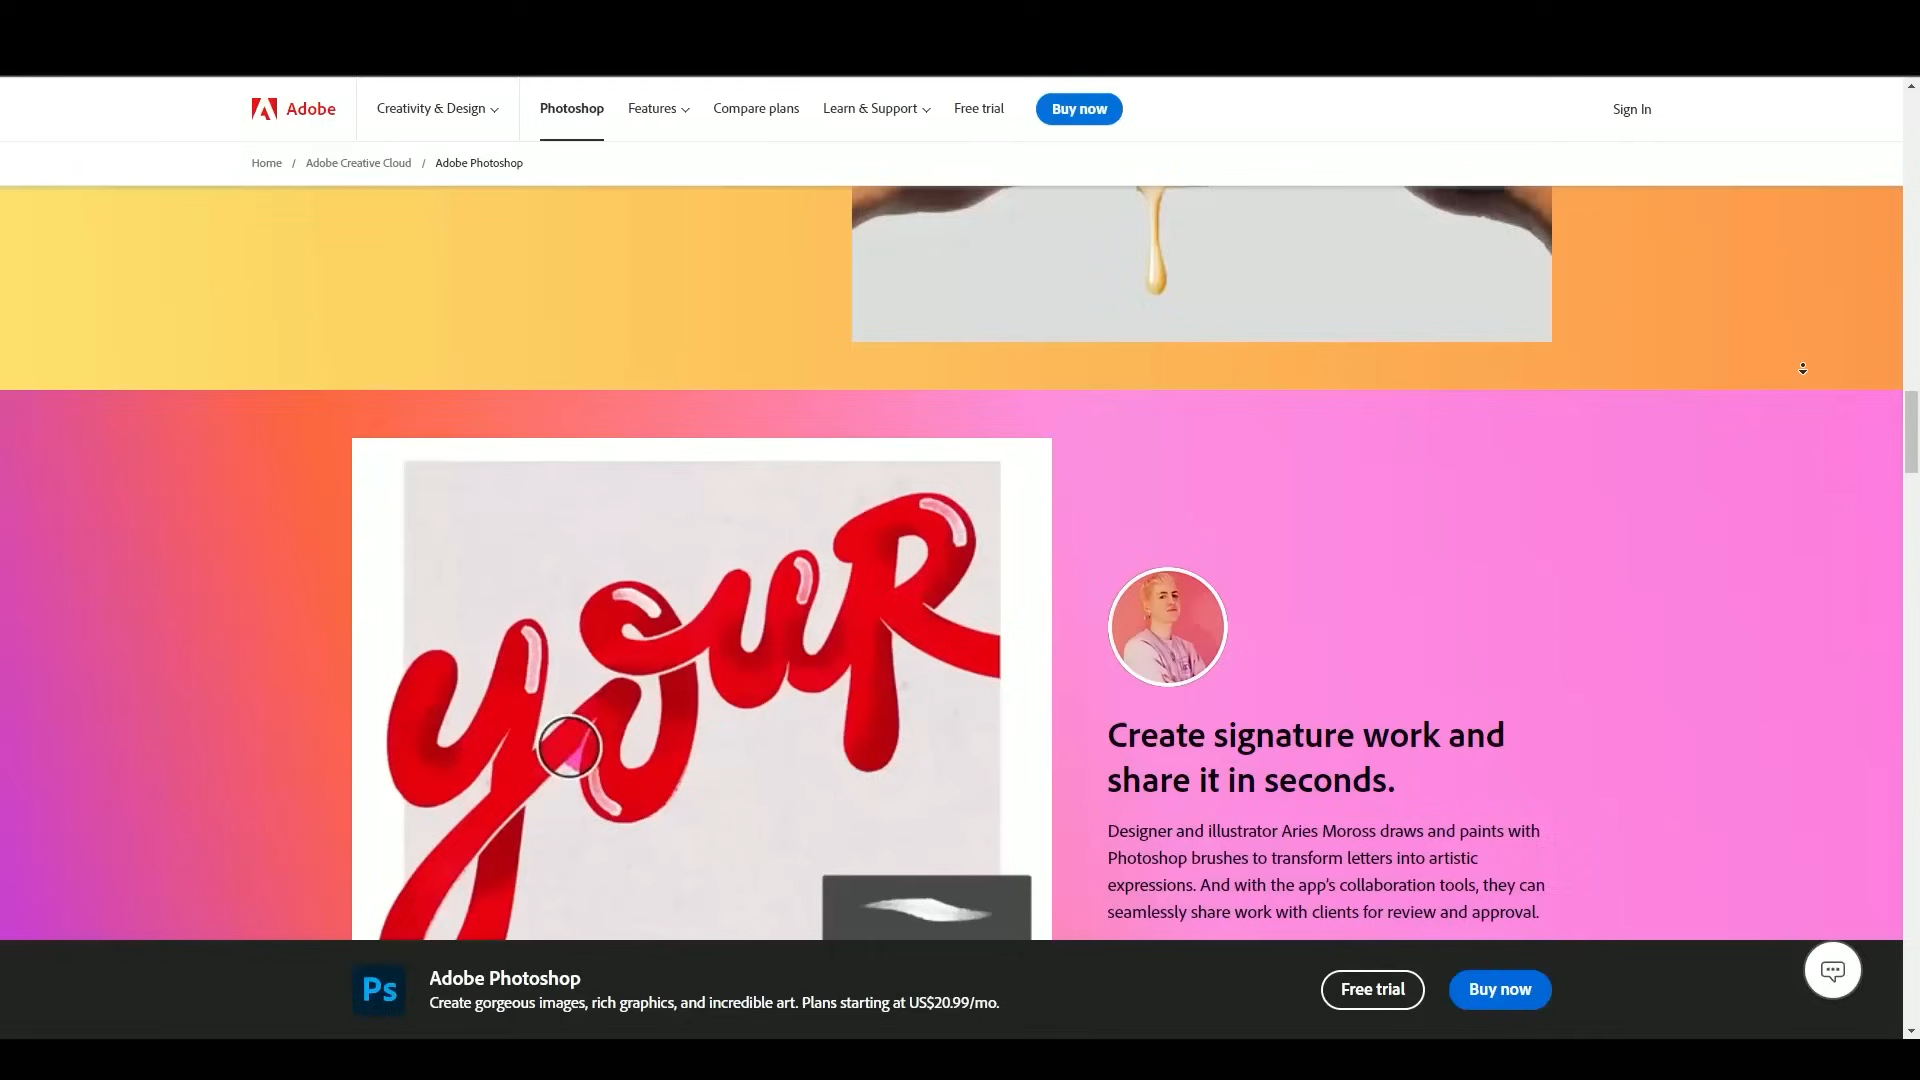 Adobe
Creativity & Design
Photoshop
Features
Compare plans
Learn & Support
Free trial
Buy now
Sign In
Home / Adobe Creative Cloud / Adobe Photoshop
youR
Create signature work and
share it in seconds.
Designer and illustrator Aries Moross draws and paints with
Photoshop brushes to transform letters into artistic
expressions. And with the app’s collaboration tools, they can
seamlessly share work with clients for review and approval.
Ps
Adobe Photoshop
Create gorgeous images, rich graphics, and incredible art. Plans starting at US$20.99/mo.
Free trial
Buy now